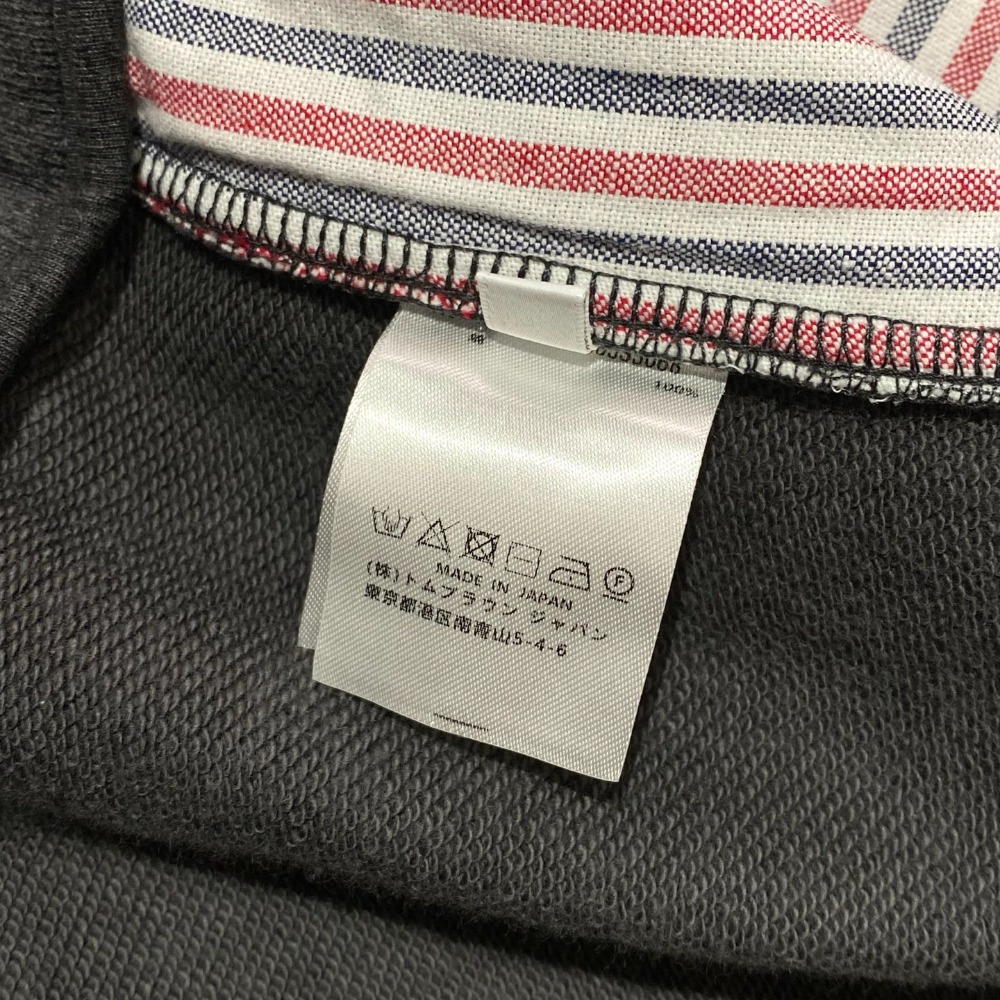 100%
MADE IN JAPAN
(株)トムブラウン ジャパン
東京都港区南青山5-4-6